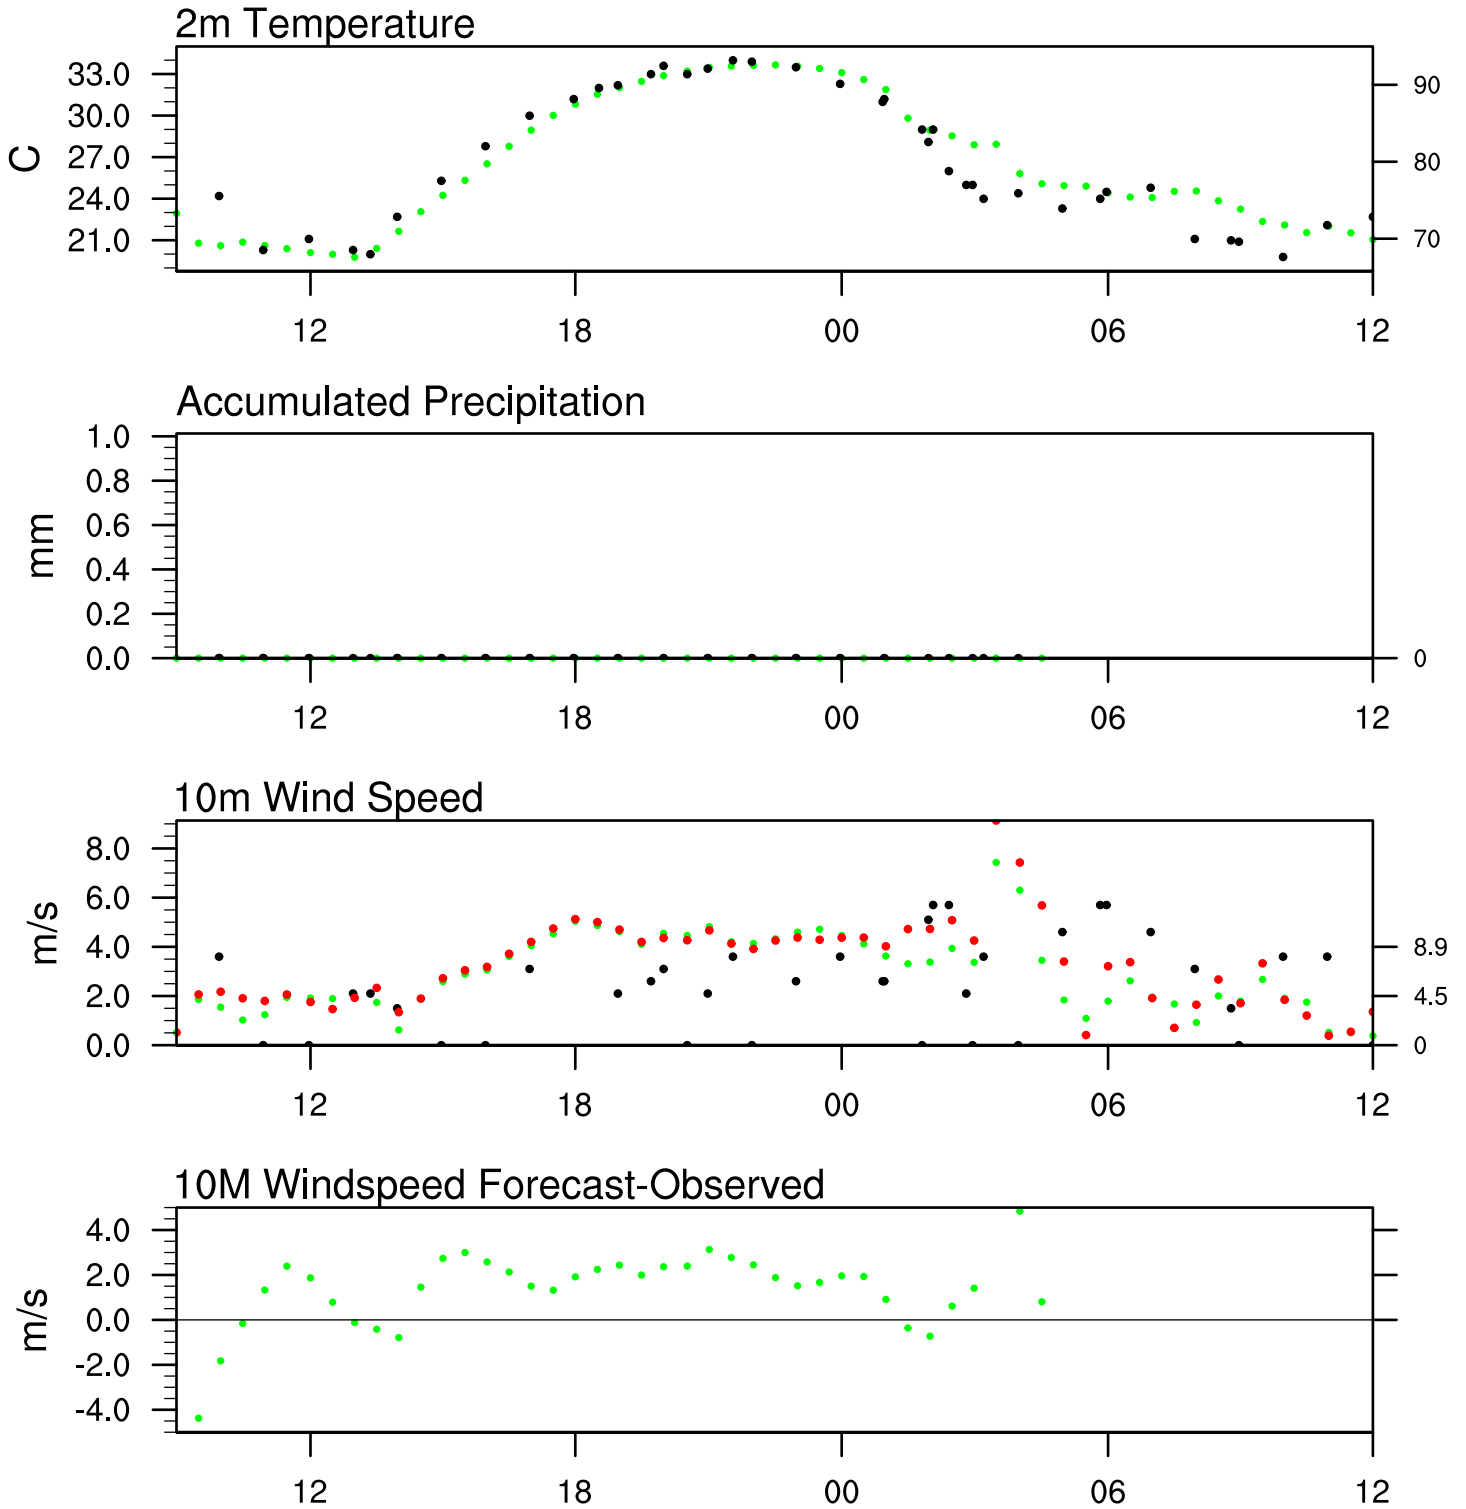 2m Temperature
33.0
30.0
27.0
24.0
21.0
C
90
80
70
12 18 00 06 12
Accumulated Precipitation
1.0
0.8
0.6
0.4
0.2
0.0
mm
0
12 18 00 06 12
10m Wind Speed
8.0
6.0
4.0
2.0
0.0
m/s
8.9
4.5
0
12 18 00 06 12
10M Windspeed Forecast-Observed
4.0
2.0
0.0
-2.0
-4.0
m/s
12 18 00 06 12